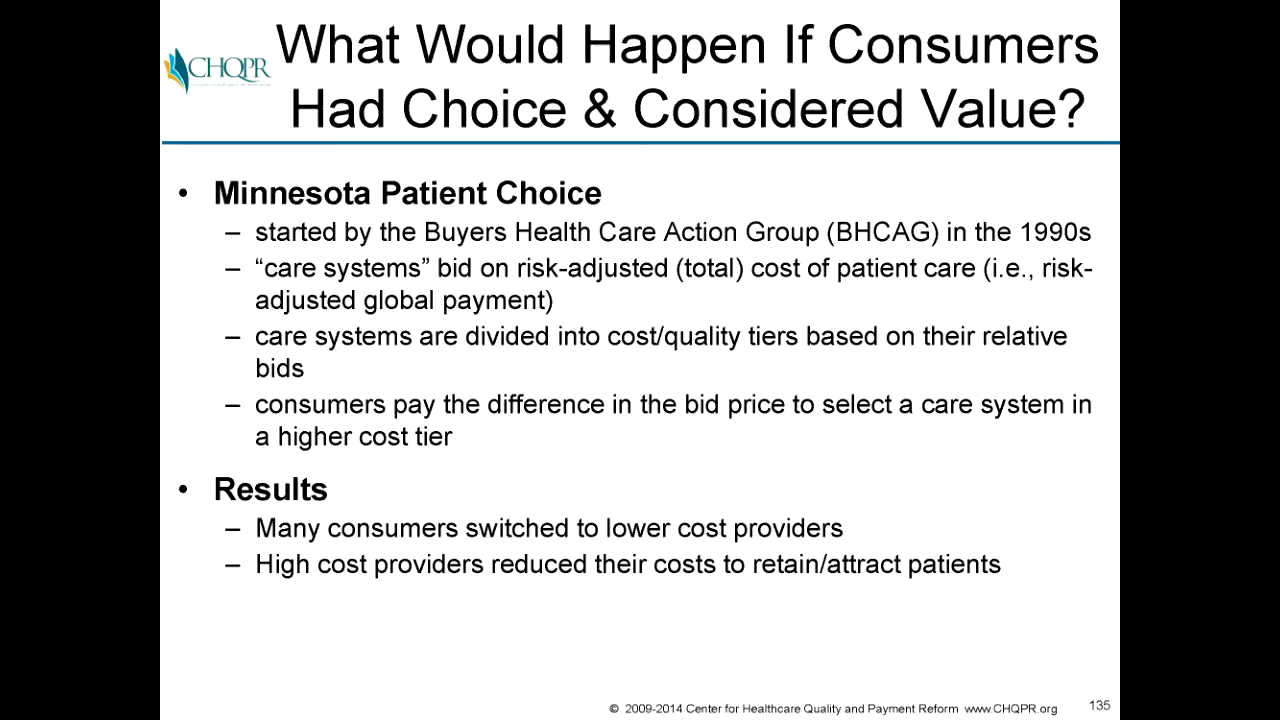 CHQPR
What Would Happen If Consumers
Had Choice & Considered Value?
• Minnesota Patient Choice
– started by the Buyers Health Care Action Group (BHCAG) in the 1990s
– “care systems” bid on risk-adjusted (total) cost of patient care (i.e., risk-
adjusted global payment)
– care systems are divided into cost/quality tiers based on their relative
bids
– consumers pay the difference in the bid price to select a care system in
a higher cost tier
• Results
– Many consumers switched to lower cost providers
– High cost providers reduced their costs to retain/attract patients
© 2009-2014 Center for Healthcare Quality and Payment Reform www.CHQPR.org
135